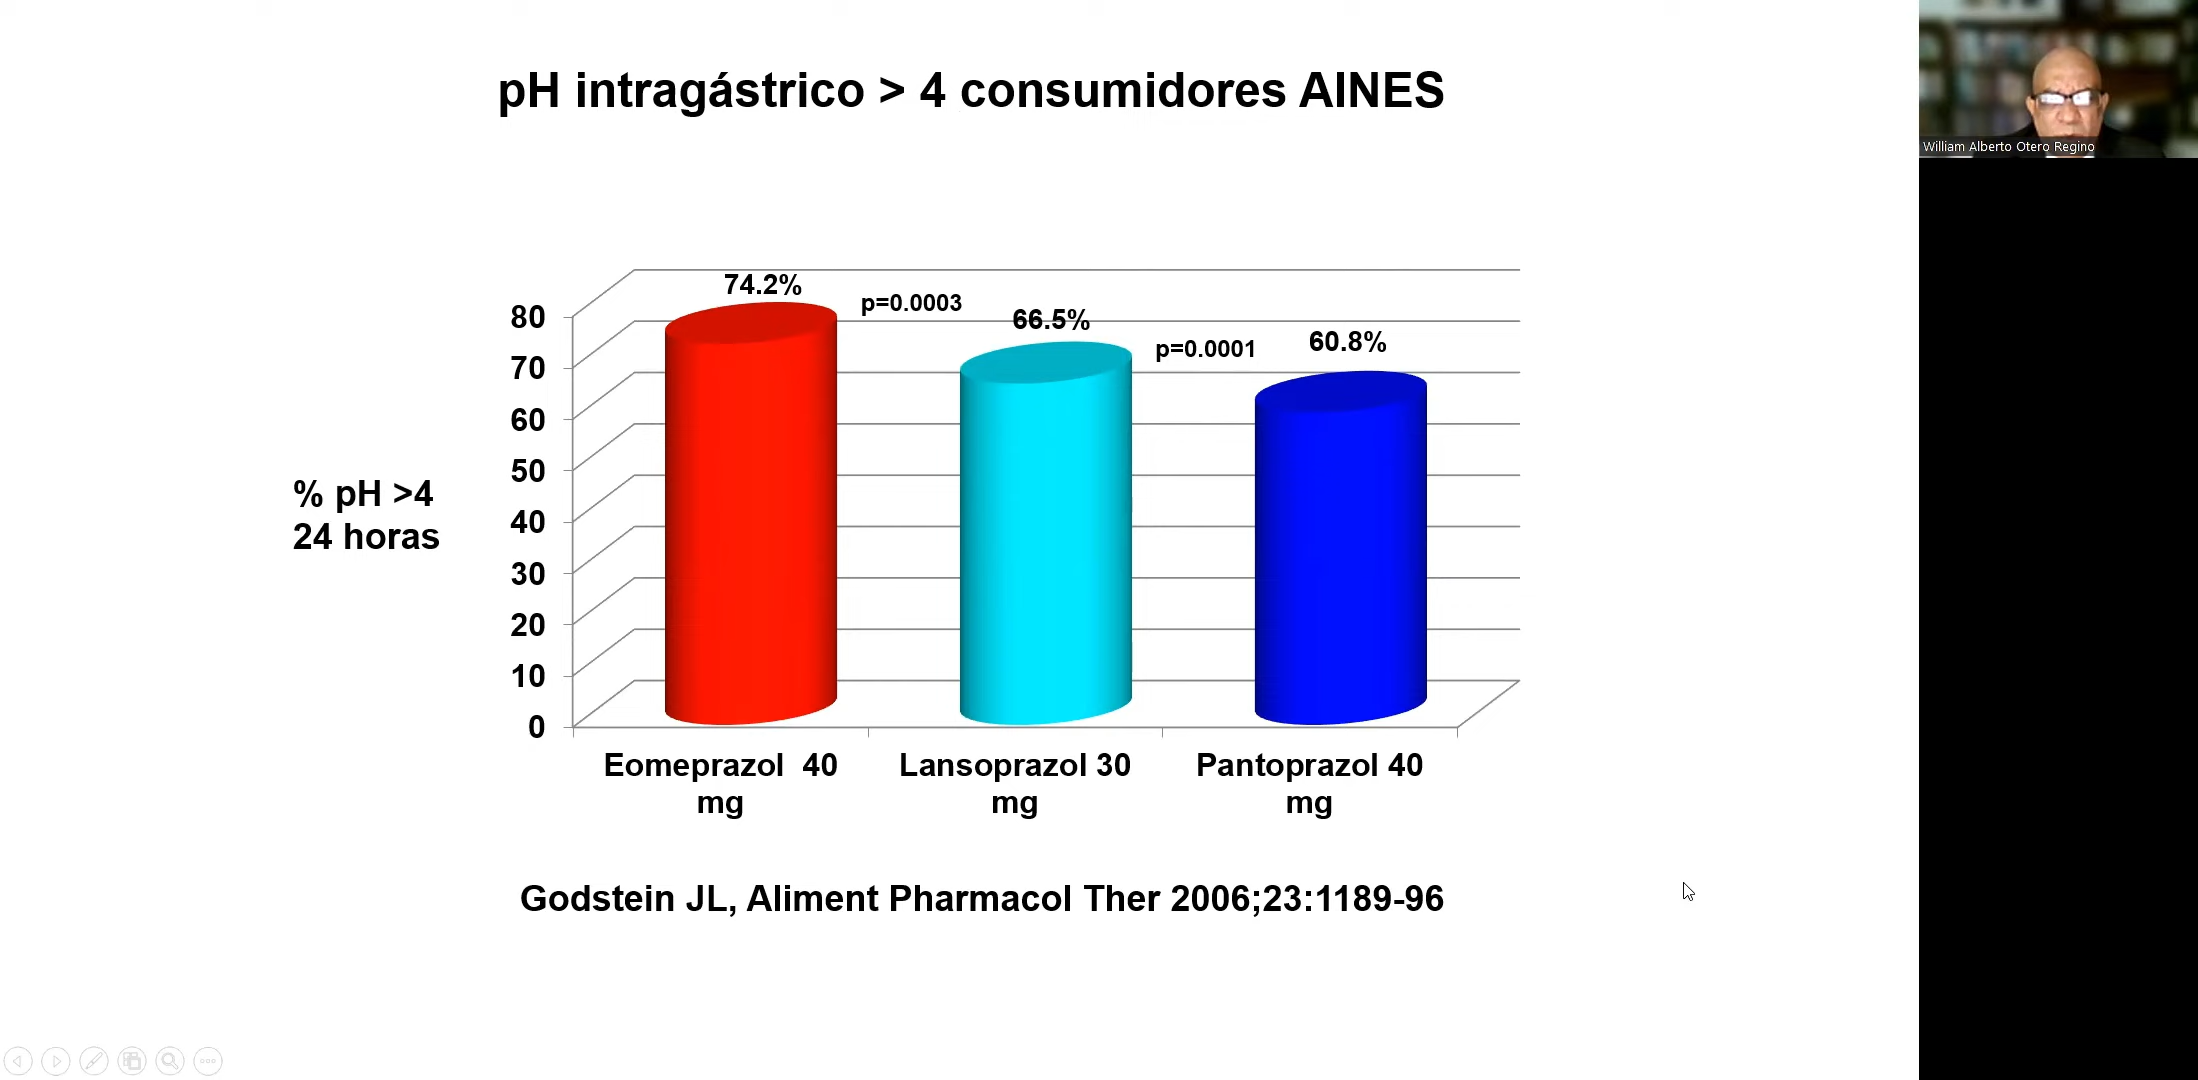 pH intragástrico > 4 consumidores AINES
William Alberto Otero Regino
74.2%
p=0.0003
66.5%
p=0.0001
60.8%
80
70
60
50
40
30
20
10
0
% pH >4
24 horas
Eomeprazol 40
mg
Lansoprazol 30
mg
Pantoprazol 40
mg
Godstein JL, Aliment Pharmacol Ther 2006;23:1189-96